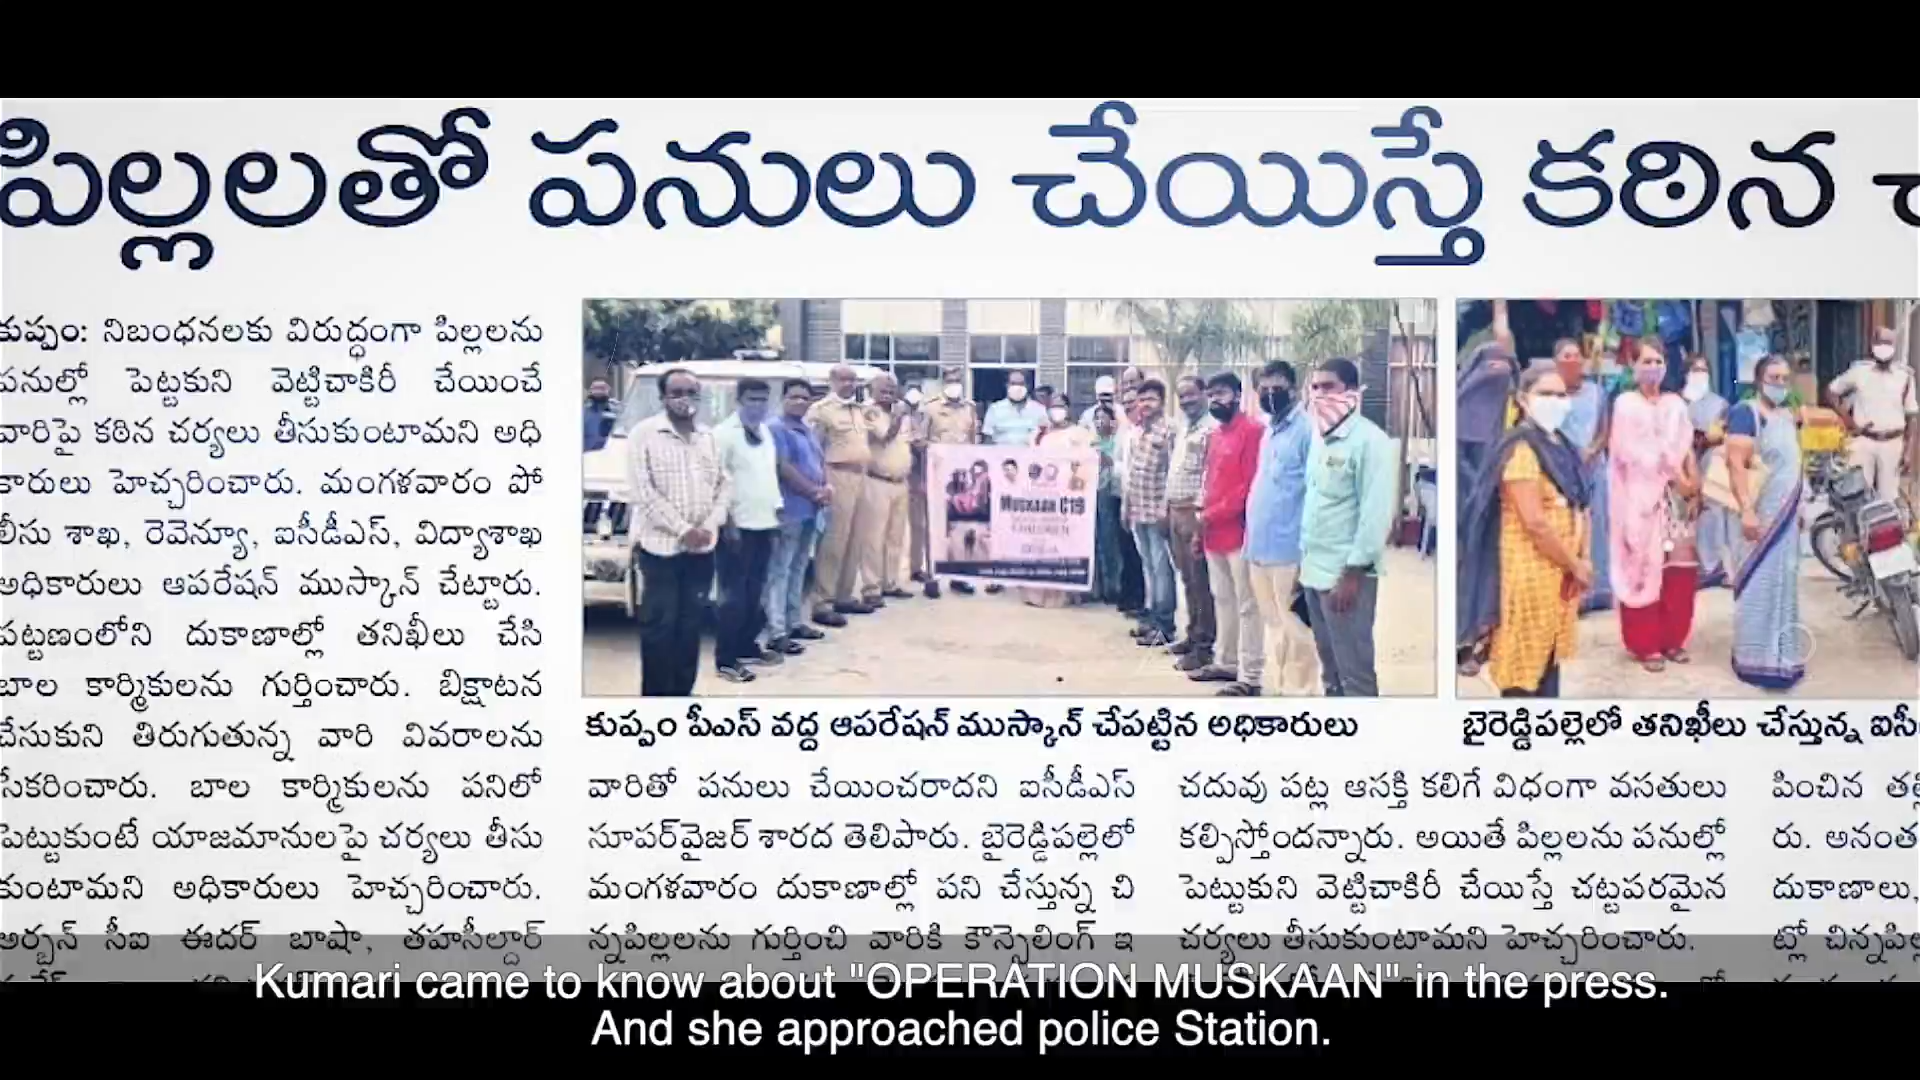 పిల్లలతో పనులు చేయిస్తే కఠిన
కుప్పం: నిబంధనలకు విరుద్ధంగా పిల్లలను
పనుల్లో పెట్టకుని వెట్టిచాకిరీ చేయించే
వారిపై కఠిన చర్యలు తీసుకుంటామని అధి
కారులు హెచ్చరించారు. మంగళవారం పో
లీసు శాఖ, రెవెన్యూ, ఐసీడీఎస్, విద్యాశాఖ
అధికారులు ఆపరేషన్ ముస్కాన్ చేట్టారు.
పట్టణంలోని దుకాణాల్లో తనిఖీలు చేసి
బాల కార్మికులను గుర్తించారు. బిక్షాటన
చేసుకుని తిరుగుతున్న వారి వివరాలను
సేకరించారు. బాల కార్మికులను పనిలో
పెట్టుకుంటే యాజమానులపై చర్యలు తీసు
కుంటామని అధికారులు హెచ్చరించారు.
అర్బన్ సీఐ ఈదర్ బాషా, తహసీల్దార్
MUSKAAN C19
కుప్పం పీఎస్ వద్ద ఆపరేషన్ ముస్కాన్ చేపట్టిన అధికారులు
బైరెడ్డిపల్లెలో తనిఖీలు చేస్తున్న ఐసీ
వారితో పనులు చేయించరాదని ఐసీడీఎస్
సూపర్‌వైజర్ శారద తెలిపారు. బైరెడ్డిపల్లెలో
మంగళవారం దుకాణాల్లో పని చేస్తున్న చి
న్నపిల్లలను గుర్తించి వారికి కౌన్సెలింగ్ ఇ
చదువు పట్ల ఆసక్తి కలిగే విధంగా వసతులు
కల్పిస్తోందన్నారు. అయితే పిల్లలను పనుల్లో
పెట్టుకుని వెట్టిచాకిరీ చేయిస్తే చట్టపరమైన
చర్యలు తీసుకుంటామని హెచ్చరించారు.
పించిన
రు. అనంత
దుకాణాలు,
ట్లో చిన్నపి
Kumari came to know about "OPERATION MUSKAAN" in the press.
And she approached police Station.